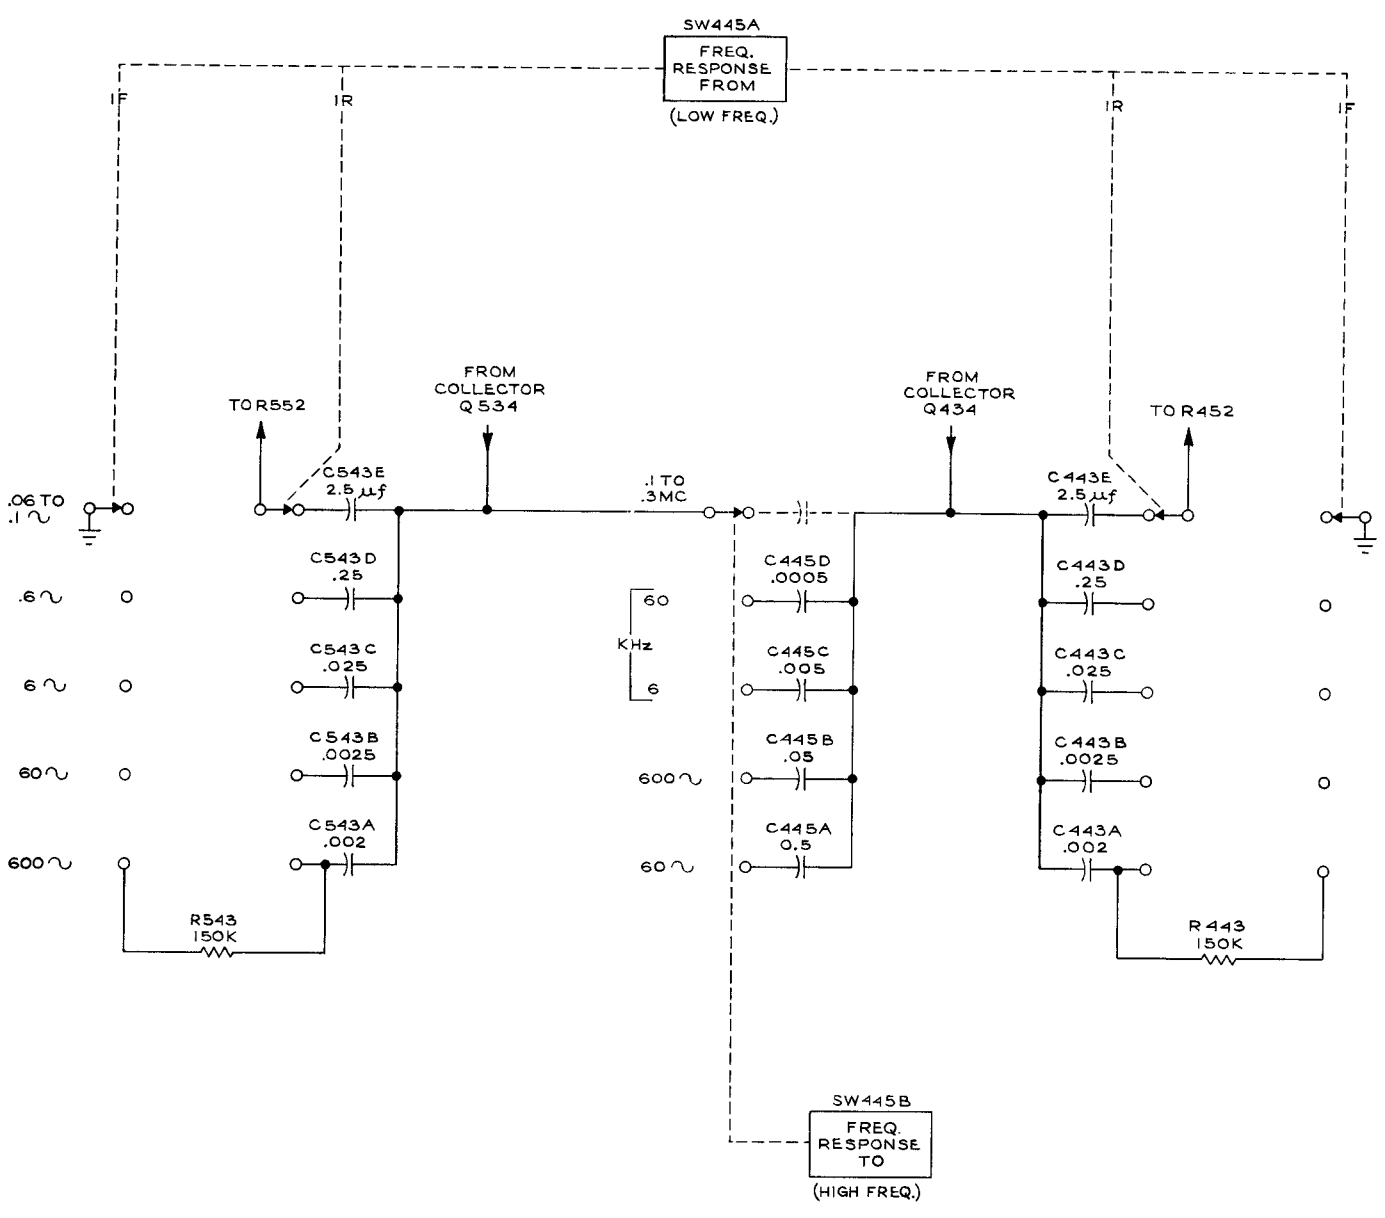 SW445A
FREQ.
RESPONSE
FROM
(LOW FREQ.)
1F
1R
1R
1F
FROM
COLLECTOR
Q534
FROM
COLLECTOR
Q434
TO R552
TO R452
C543E
2.5 µf
.1 TO
.3MC
C443E
2.5 µf
.06 TO
.1 ~
C543D
.25
C445D
.0005
C443D
.25
.6 ~
60
KHz
6
C543C
.025
C445C
.005
C443C
.025
6 ~
C543B
.0025
C445B
.05
C443B
.0025
60 ~
600 ~
C543A
.002
C445A
0.5
C443A
.002
600 ~
60 ~
R543
150K
R443
150K
SW445B
FREQ.
RESPONSE
TO
(HIGH FREQ.)